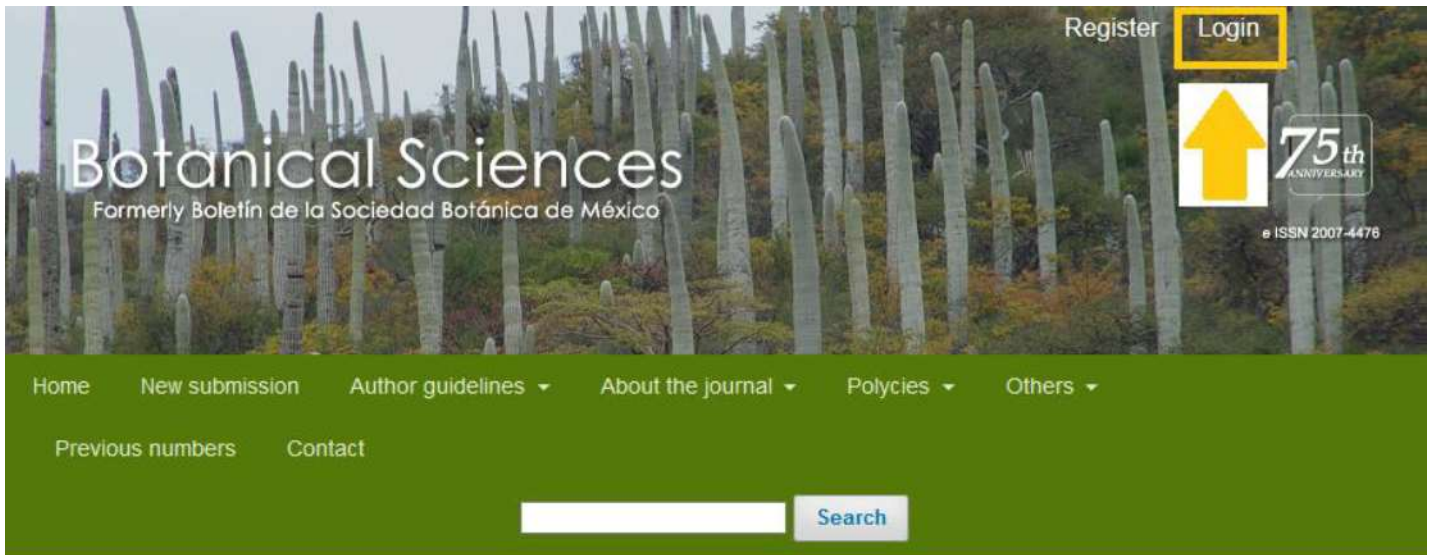 Register Login
Botanical Sciences
Formerly Boletín de la Sociedad Botánica de México
75th
ANNIVERSARY
e ISSN 2007-4476
Home New submission Author guidelines About the journal Polycies Others
Previous numbers Contact
Search